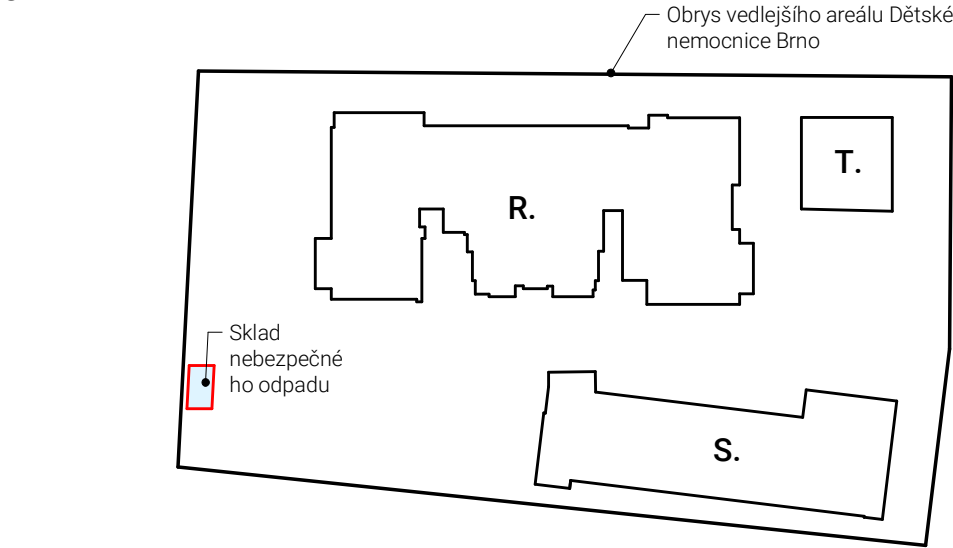 Obrys vedlejšího areálu Dětské
nemocnice Brno
T.
R.
Sklad
nebezpečné
ho odpadu
S.